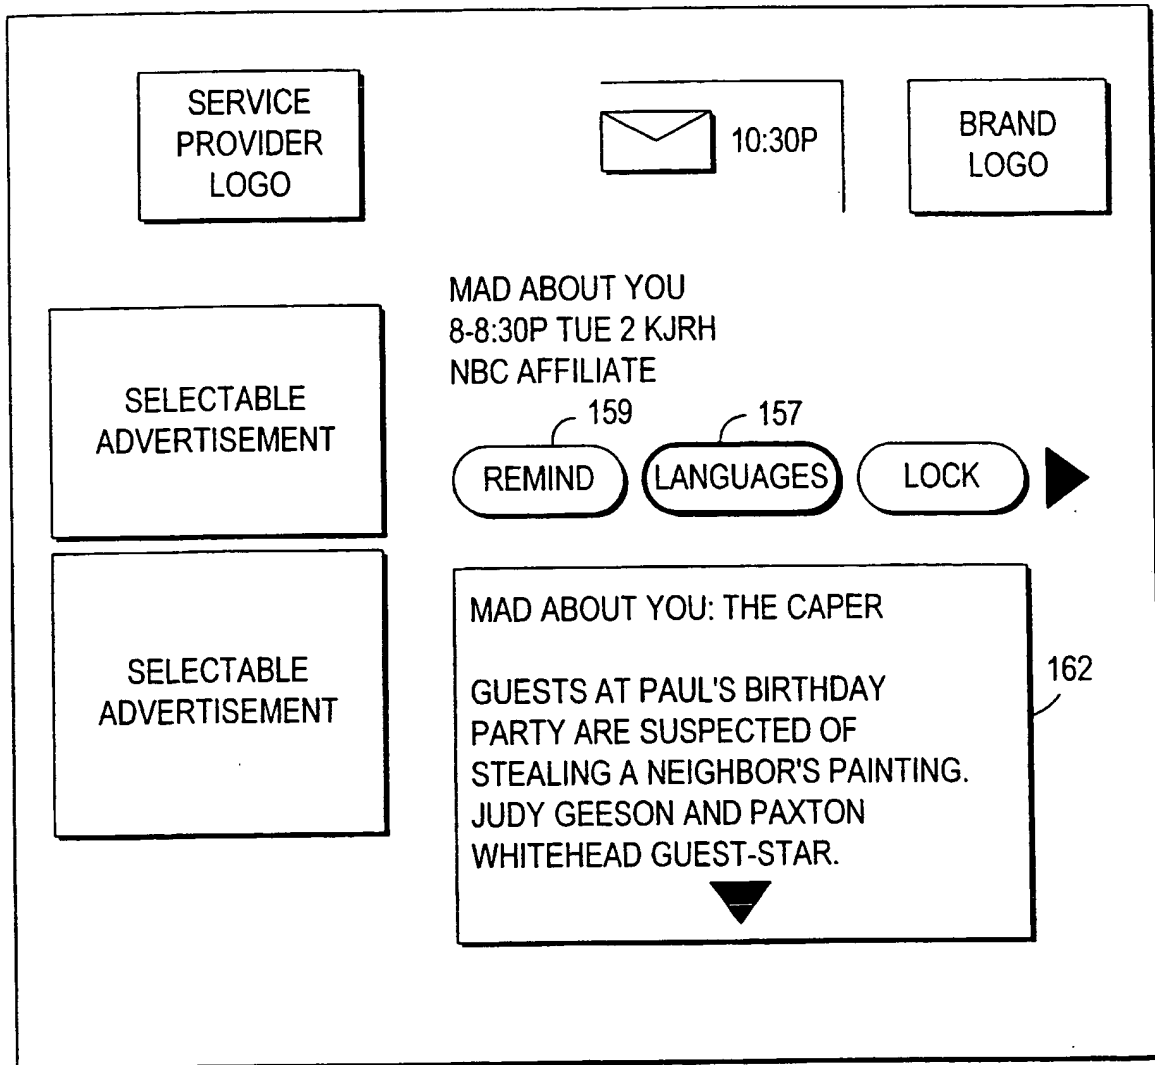 SERVICE
PROVIDER
LOGO
10:30P
BRAND
LOGO
MAD ABOUT YOU
8-8:30P TUE 2 KJRH
NBC AFFILIATE
SELECTABLE
ADVERTISEMENT
159
157
REMIND
LANGUAGES
LOCK
SELECTABLE
ADVERTISEMENT
MAD ABOUT YOU: THE CAPER
GUESTS AT PAUL'S BIRTHDAY
PARTY ARE SUSPECTED OF
STEALING A NEIGHBOR'S PAINTING.
JUDY GEESON AND PAXTON
WHITEHEAD GUEST-STAR.
162